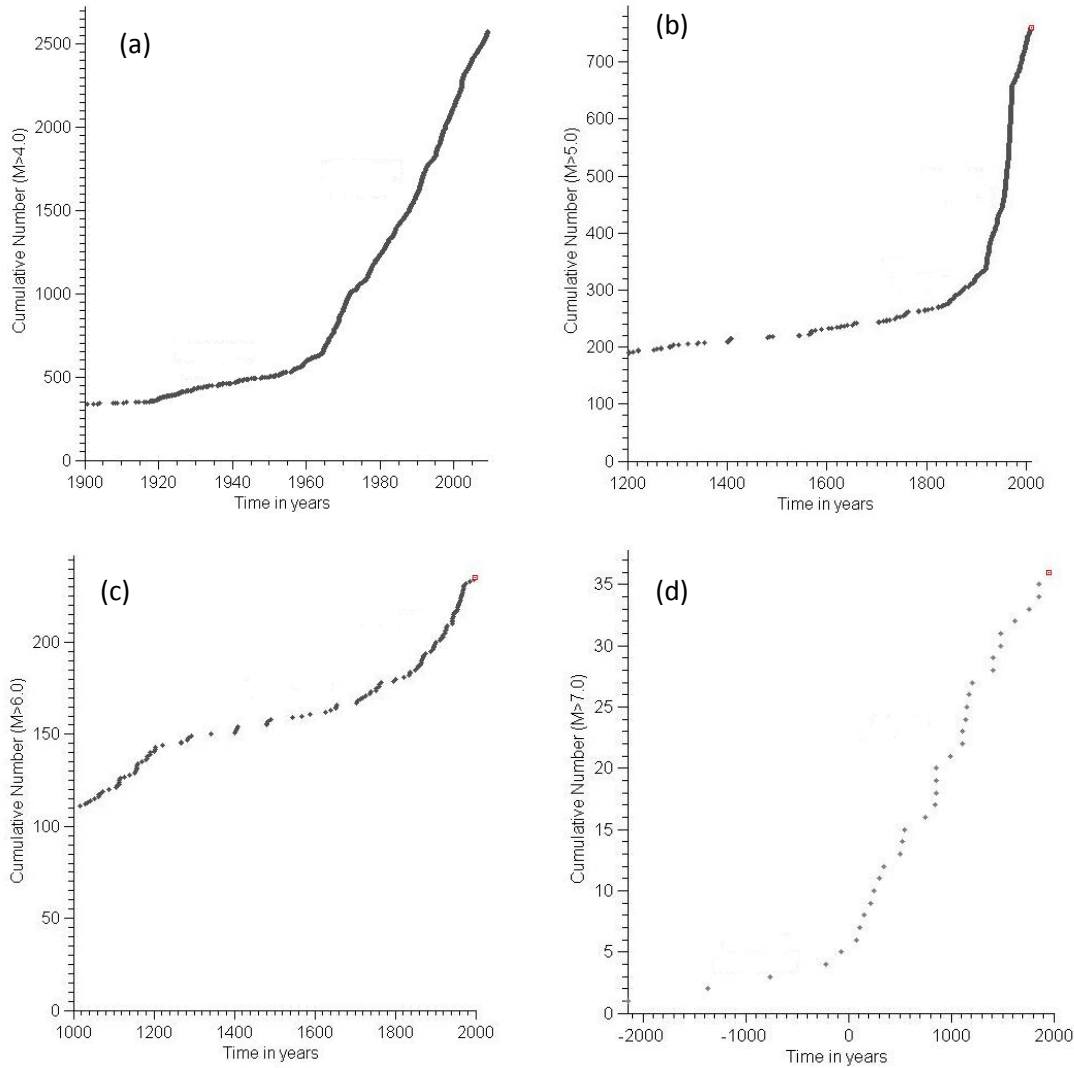 (a)
Cumulative Number (M>4.0)
2500
2000
1500
1000
500
0
1900 1920 1940 1960 1980 2000
Time in years
(b)
Cumulative Number (M>5.0)
700
600
500
400
300
200
100
0
1200 1400 1600 1800 2000
Time in years
(c)
Cumulative Number (M>6.0)
200
150
100
50
0
1000 1200 1400 1600 1800 2000
Time in years
(d)
Cumulative Number (M>7.0)
35
30
25
20
15
10
5
0
-2000 -1000 0 1000 2000
Time in years